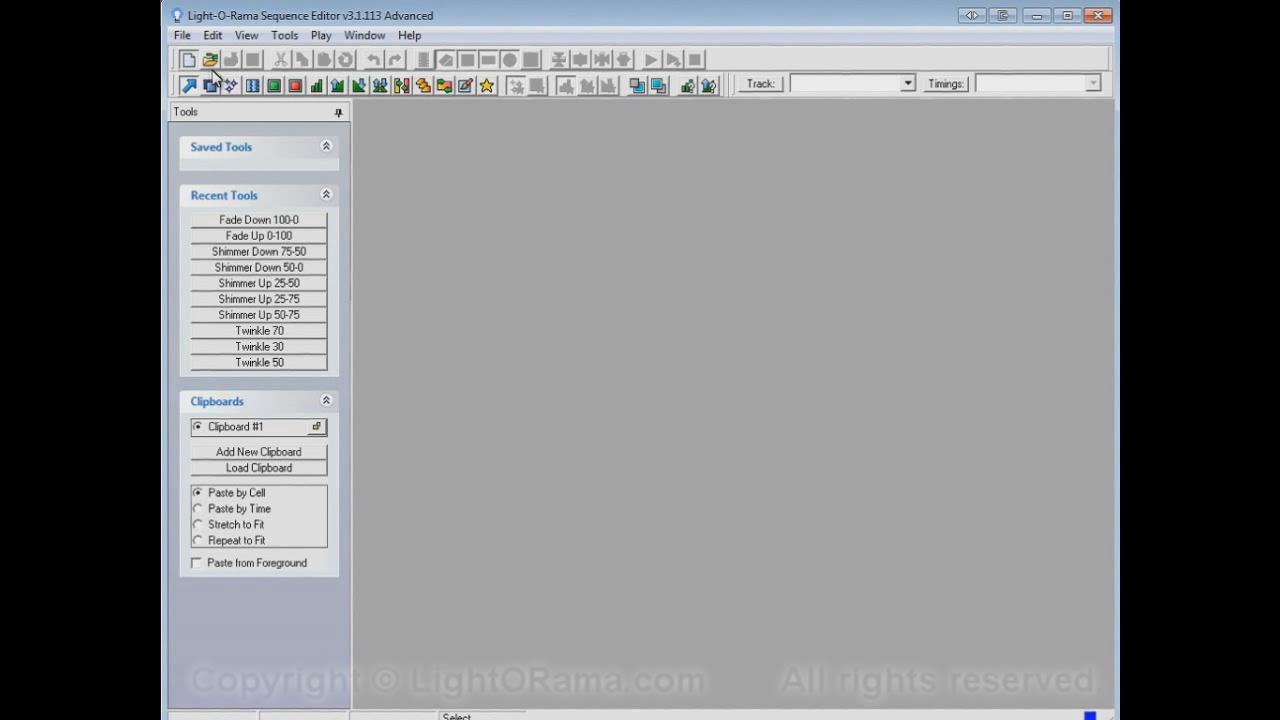 Light-O-Rama Sequence Editor v3.1.113 Advanced
File Edit View Tools Play Window Help
Track: Timings:
Tools
Saved Tools
Recent Tools
Fade Down 100-0
Fade Up 0-100
Shimmer Down 75-50
Shimmer Down 50-0
Shimmer Up 25-50
Shimmer Up 25-75
Shimmer Up 50-75
Twinkle 70
Twinkle 30
Twinkle 50
Clipboards
Clipboard #1
Add New Clipboard
Load Clipboard
Paste by Cell
Paste by Time
Stretch to Fit
Repeat to Fit
Paste from Foreground
Copyright © LightORama.com All rights reserved
Select